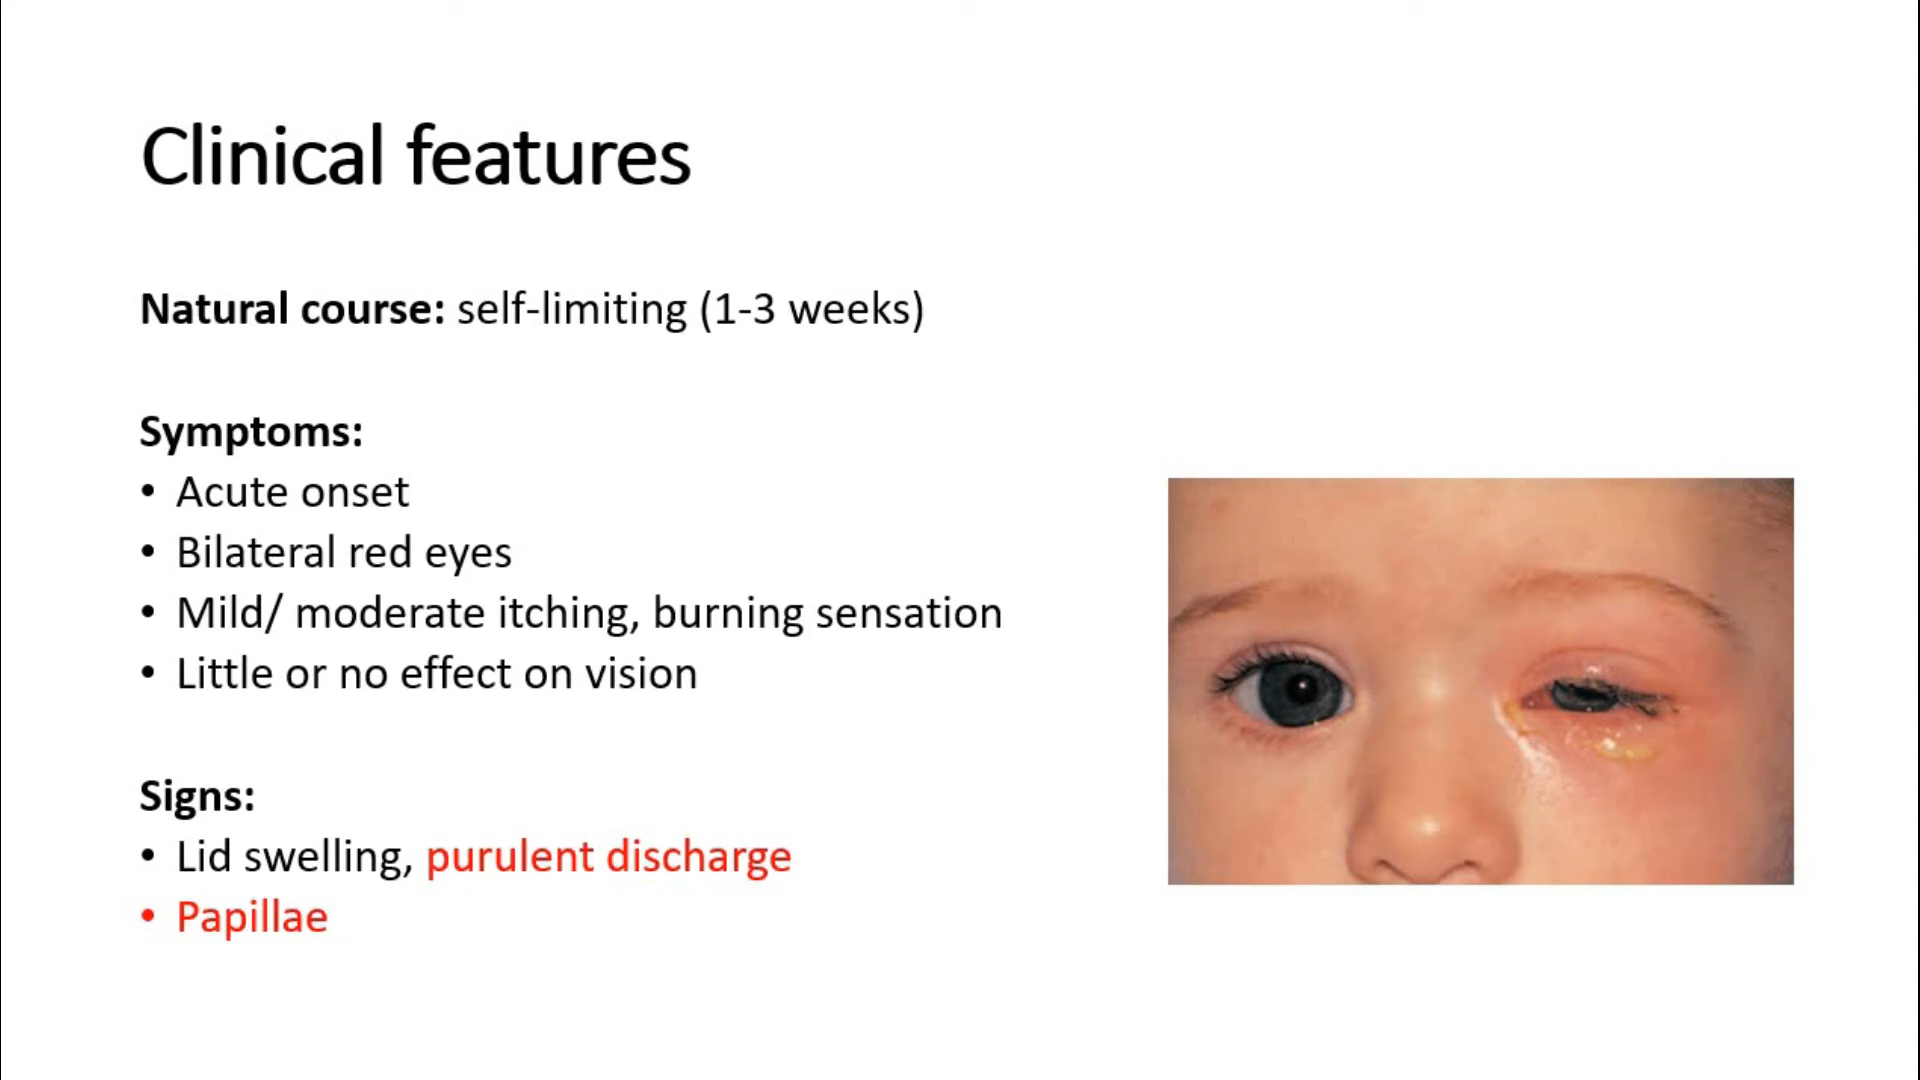 Clinical features
Natural course: self-limiting (1-3 weeks)
Symptoms:
• Acute onset
• Bilateral red eyes
• Mild/ moderate itching, burning sensation
• Little or no effect on vision
Signs:
• Lid swelling, purulent discharge
• Papillae